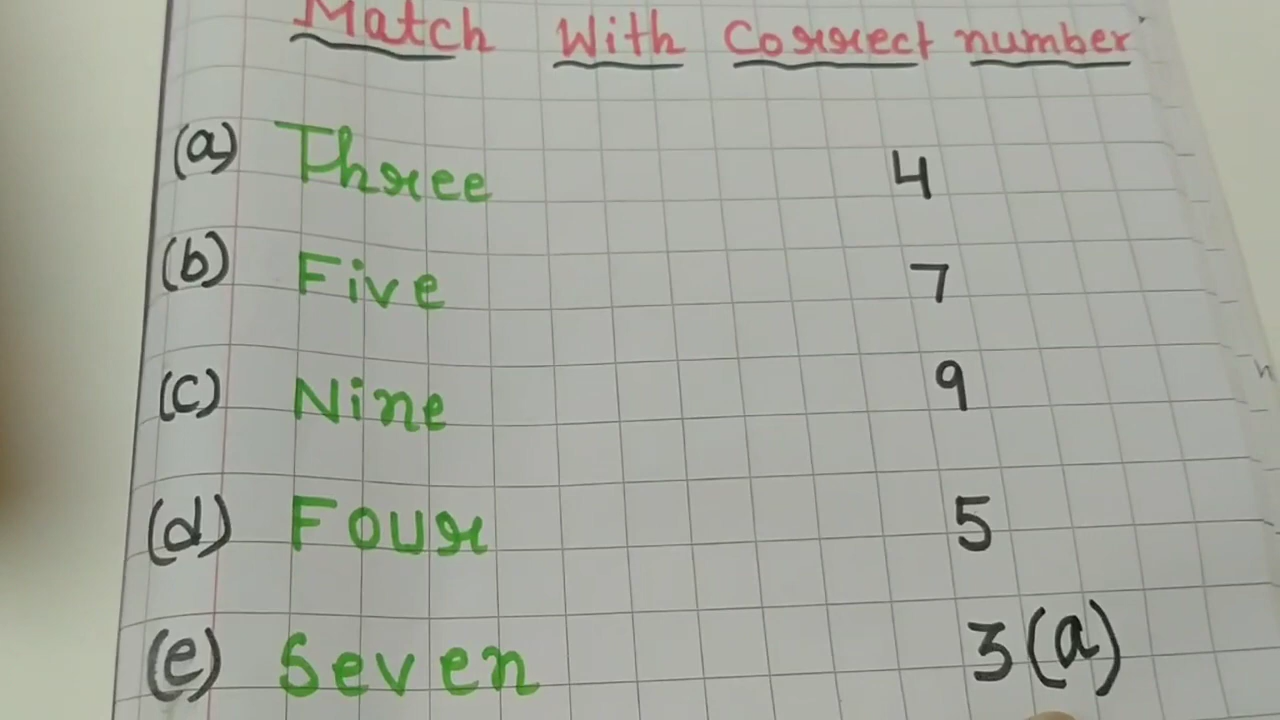 Match With Correct number
(a) Three 4
(b) Five 7
(c) Nine 9
(d) Four 5
(e) Seven 3(a)